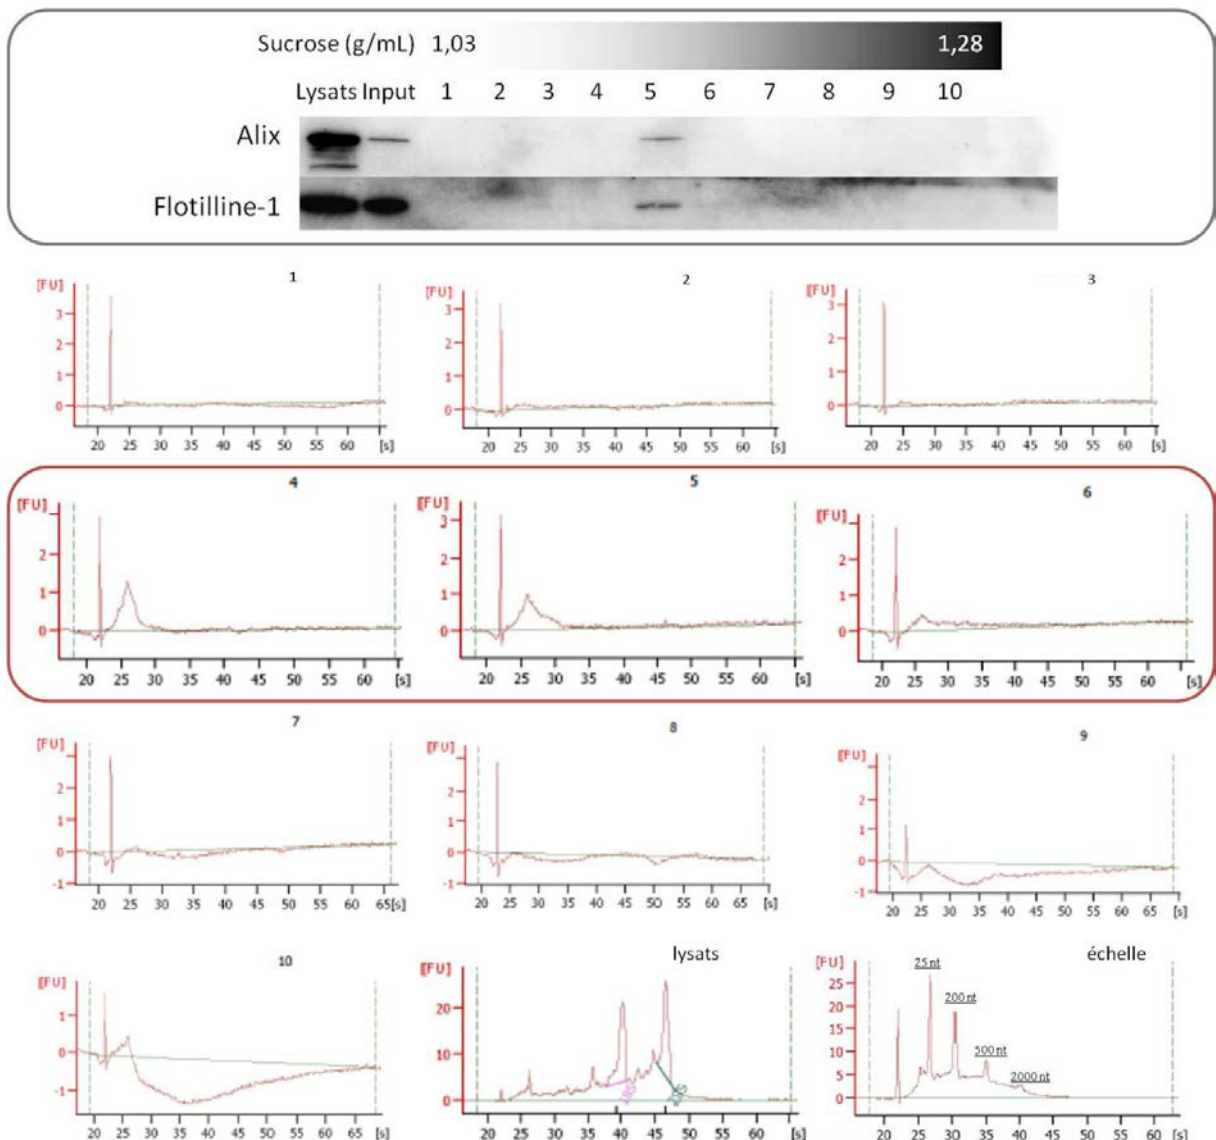 Sucrose (g/mL) 1,03 1,28
Lysats Input 1 2 3 4 5 6 7 8 9 10
Alix
Flotilline-1
1 2 3
[FU] [FU] [FU]
3 3 3
2 2 2
1 1 1
0 0 0
20 25 30 35 40 45 50 55 60 [s] 20 25 30 35 40 45 50 55 60 [s] 20 25 30 35 40 45 50 55 60 [s]
4 5 6
[FU] [FU] [FU]
3
2 2 2
1 1 1
0 0 0
20 25 30 35 40 45 50 55 60 [s] 20 25 30 35 40 45 50 55 60 [s] 20 25 30 35 40 45 50 55 60 [s]
7 8 9
[FU] [FU] [FU]
2 2 2
1 1 1
0 0 0
-1 -1 -1
20 25 30 35 40 45 50 55 60 65 [s] 20 25 30 35 40 45 50 55 60 65 [s] 20 25 30 35 40 45 50 55 60 65 [s]
10 lysats échelle
[FU] [FU] [FU]
25 nt
200 nt
500 nt
2000 nt
1 20 25
0 10 20
-1 0 15
10
5
0
20 25 30 35 40 45 50 55 60 65 [s] 20 25 30 35 40 45 50 55 60 [s] 20 25 30 35 40 45 50 55 60 [s]